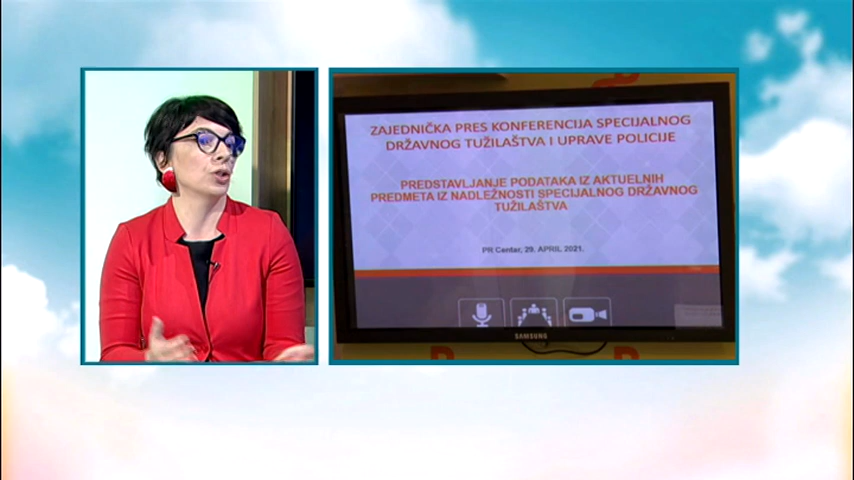 ZAJEDNIČKA PRES KONFERENCIJA SPECIJALNOG
DRŽAVNOG TUŽILAŠTVA I UPRAVE POLICIJE
PREDSTAVLJANJE PODATAKA IZ AKTUELNIH
PREDMETA IZ NADLEŽNOSTI SPECIJALNOG DRŽAVNOG
TUŽILAŠTVA
PR Centar, 29. APRIL 2021.
SAMSUNG